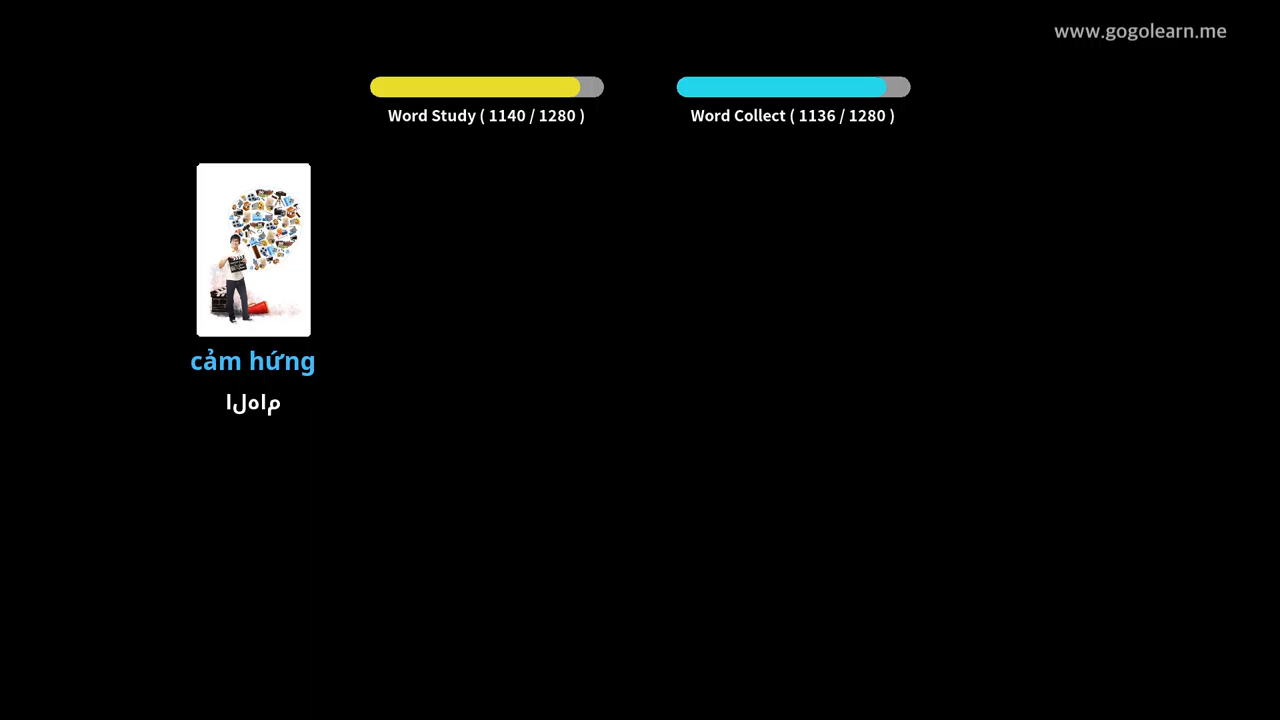 www.gogolearn.me
Word Study ( 1140 / 1280 )
Word Collect ( 1136 / 1280 )
cảm hứng
الهام